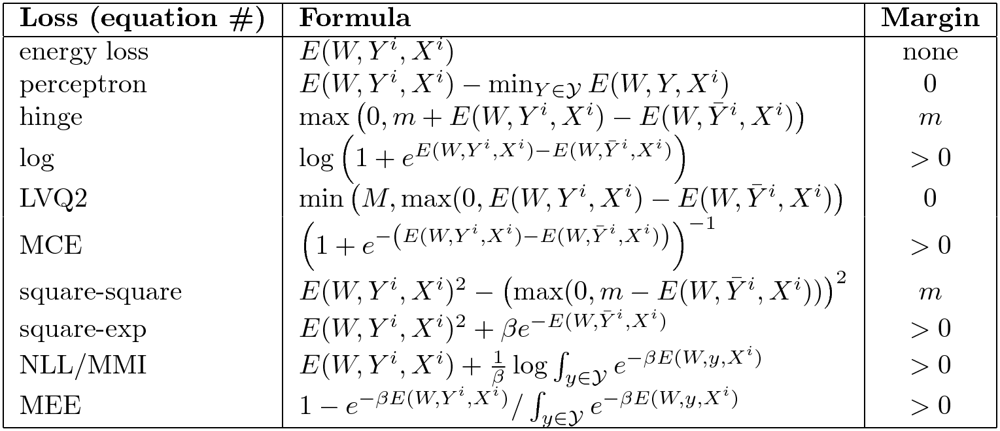 Loss (equation #) Formula Margin
energy loss $E(W, Y^i, X^i)$ none
perceptron $E(W, Y^i, X^i) - \min_{Y \in \mathcal{Y}} E(W, Y, X^i)$ 0
hinge $\max\left(0, m + E(W, Y^i, X^i) - E(W, \bar{Y}^i, X^i)\right)$ $m$
log $\log\left(1 + e^{E(W, Y^i, X^i) - E(W, \bar{Y}^i, X^i)}\right)$ > 0
LVQ2 $\min\left(M, \max(0, E(W, Y^i, X^i) - E(W, \bar{Y}^i, X^i)\right)$ 0
MCE $\left(1 + e^{-\left(E(W, Y^i, X^i) - E(W, \bar{Y}^i, X^i)\right)}\right)^{-1}$ > 0
square-square $E(W, Y^i, X^i)^2 - \left(\max(0, m - E(W, \bar{Y}^i, X^i))\right)^2$ $m$
square-exp $E(W, Y^i, X^i)^2 + \beta e^{-E(W, \bar{Y}^i, X^i)}$ > 0
NLL/MMI $E(W, Y^i, X^i) + \frac{1}{\beta} \log \int_{y \in \mathcal{Y}} e^{-\beta E(W, y, X^i)}$ > 0
MEE $1 - e^{-\beta E(W, Y^i, X^i)} / \int_{y \in \mathcal{Y}} e^{-\beta E(W, y, X^i)}$ > 0